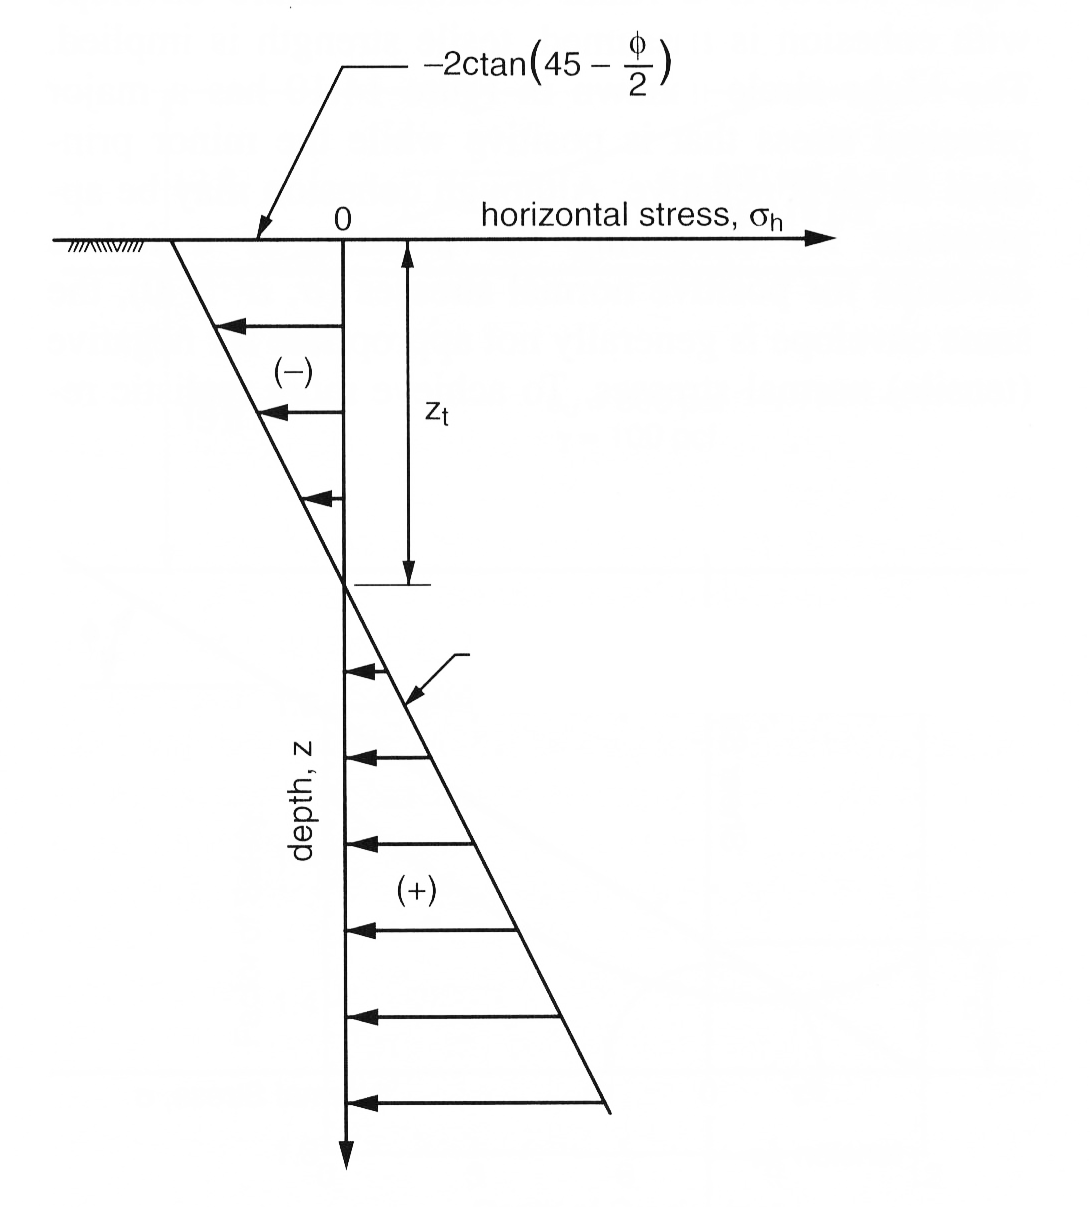 –2ctan(45 – ϕ/2)
0
horizontal stress, σh
(–)
zt
depth, z
(+)